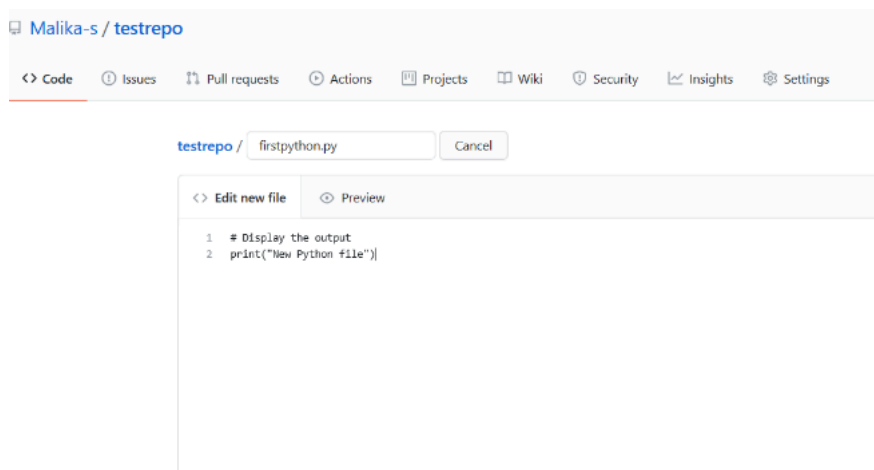 Malika-s / testrepo
<> Code Issues Pull requests Actions Projects Wiki Security Insights Settings
testrepo / firstpython.py Cancel
<> Edit new file Preview
1 # Display the output
2 print("New Python file")